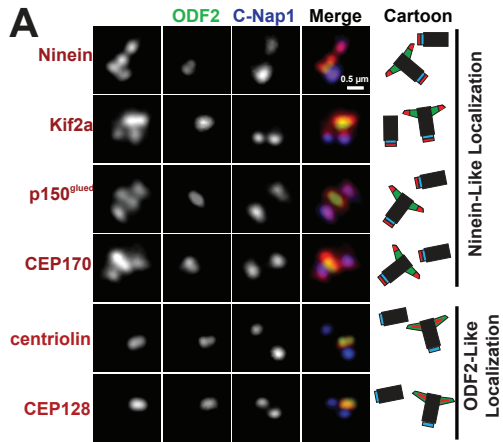 A
ODF2 C-Nap1 Merge Cartoon
Ninein
0.5 µm
Kif2a
p150glued
CEP170
centriolin
CEP128
Ninein-Like Localization
ODF2-Like
Localization